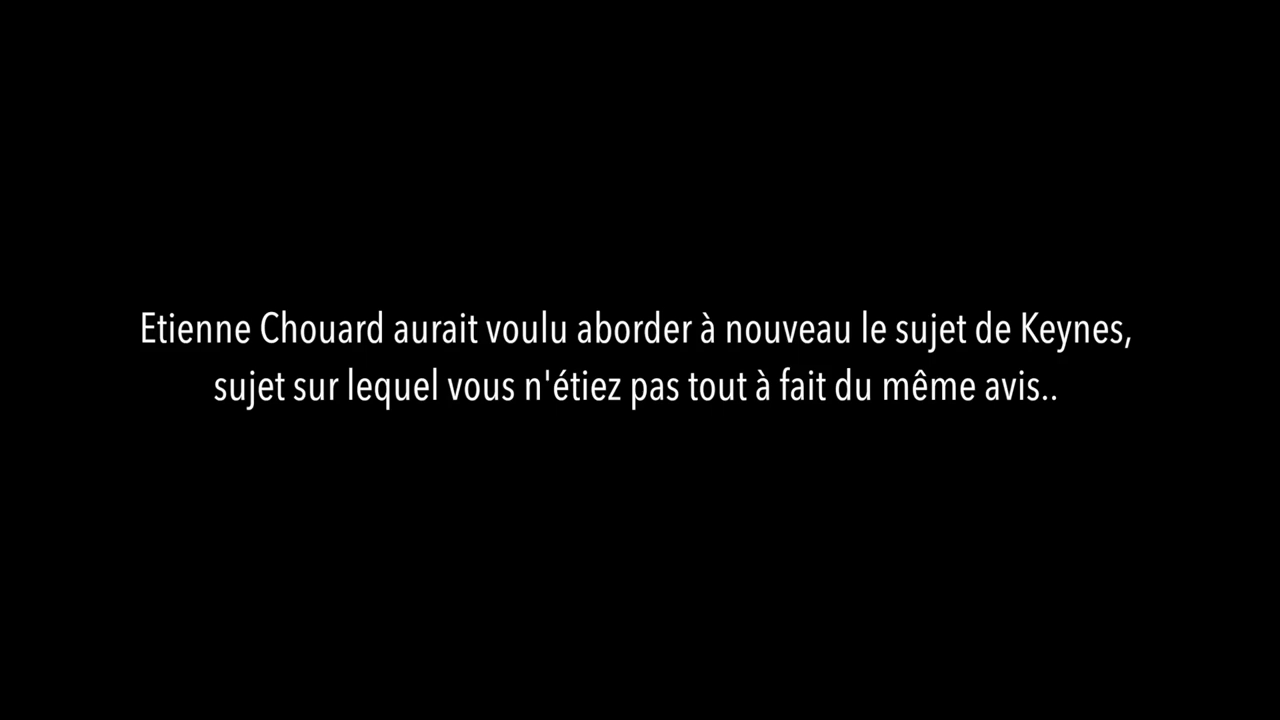 Etienne Chouard aurait voulu aborder à nouveau le sujet de Keynes,
sujet sur lequel vous n'étiez pas tout à fait du même avis..